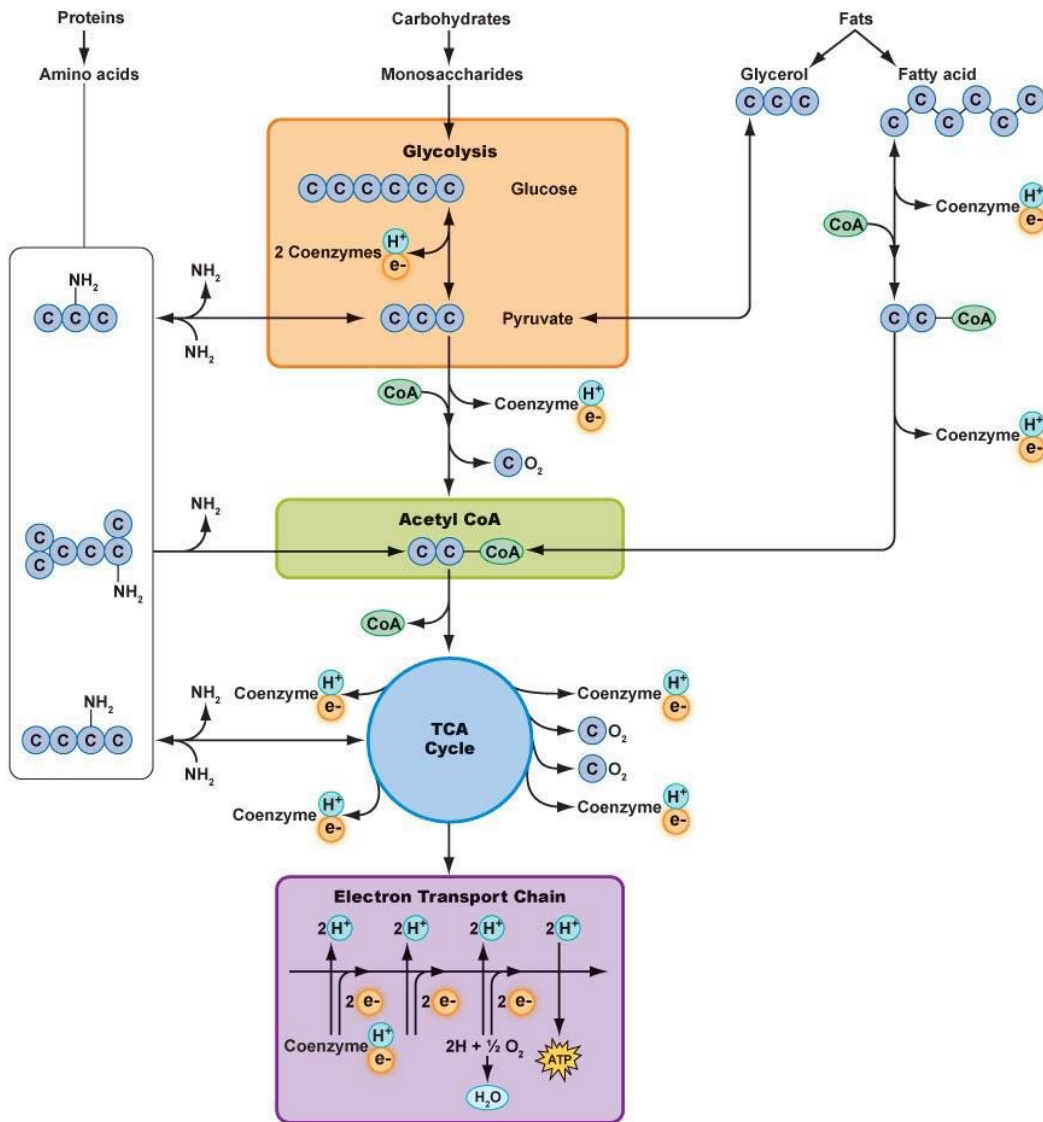 Proteins
Carbohydrates
Fats
Amino acids
Monosaccharides
Glycerol
Fatty acid
C C C
C C C C C C C
Glycolysis
C C C C C C
Glucose
Coenzyme H+ e-
CoA
2 Coenzymes H+ e-
NH2
C C C
NH2
NH2
C C C
Pyruvate
C C CoA
CoA
Coenzyme H+ e-
Coenzyme H+ e-
C O2
Acetyl CoA
C C CoA
NH2
C C C C C C
NH2
CoA
Coenzyme H+ e-
Coenzyme H+ e-
NH2
NH2
C C C C
NH2
TCA
Cycle
C O2
C O2
Coenzyme H+ e-
Coenzyme H+ e-
Electron Transport Chain
2 H+ 2 H+ 2 H+ 2 H+
2 e- 2 e- 2 e-
Coenzyme H+ e-
2H + ½ O2
ATP
H2O